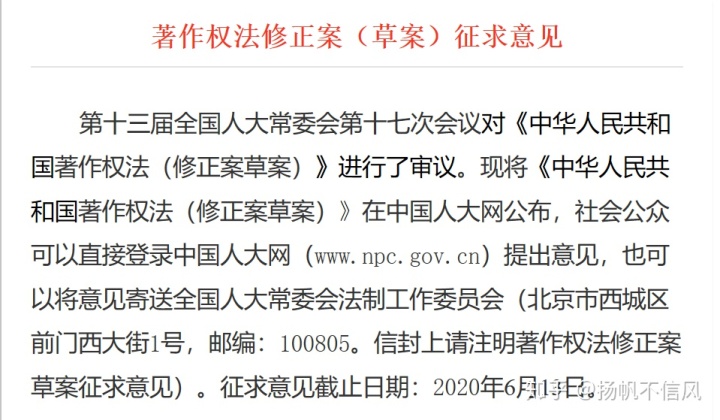 著作权法修正案（草案）征求意见
第十三届全国人大常委会第十七次会议对《中华人民共和
国著作权法（修正案草案）》进行了审议。现将《中华人民共
和国著作权法（修正案草案）》在中国人大网公布，社会公众
可以直接登录中国人大网（www.npc.gov.cn）提出意见，也可
以将意见寄送全国人大常委会法制工作委员会（北京市西城区
前门西大街1号，邮编：100805。信封上请注明著作权法修正案
草案征求意见）。征求意见截止日期：2020年6月13日。
知乎 @扬帆不信风